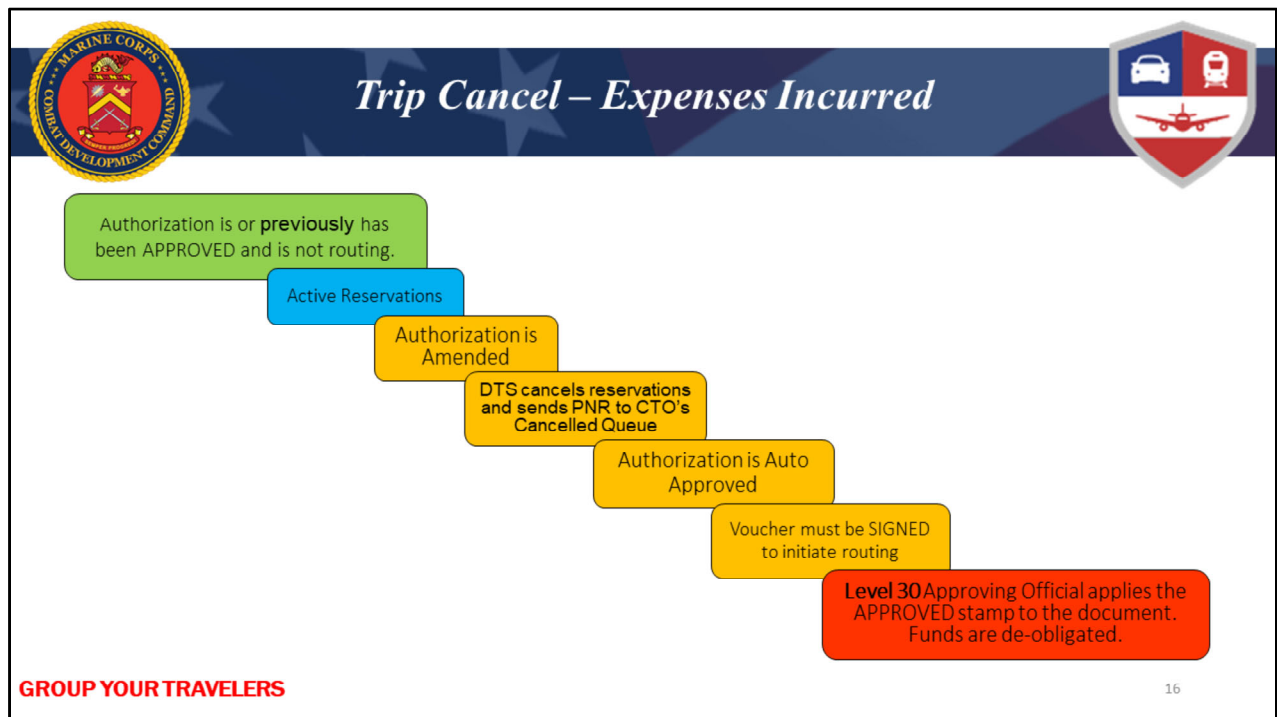 MARINE CORPS
COMBAT DEVELOPMENT COMMAND
SEMPER PROGREDI
Trip Cancel – Expenses Incurred
Authorization is or previously has
been APPROVED and is not routing.
Active Reservations
Authorization is
Amended
DTS cancels reservations
and sends PNR to CTO's
Cancelled Queue
Authorization is Auto
Approved
Voucher must be SIGNED
to initiate routing
Level 30 Approving Official applies the
APPROVED stamp to the document.
Funds are de-obligated.
GROUP YOUR TRAVELERS
16